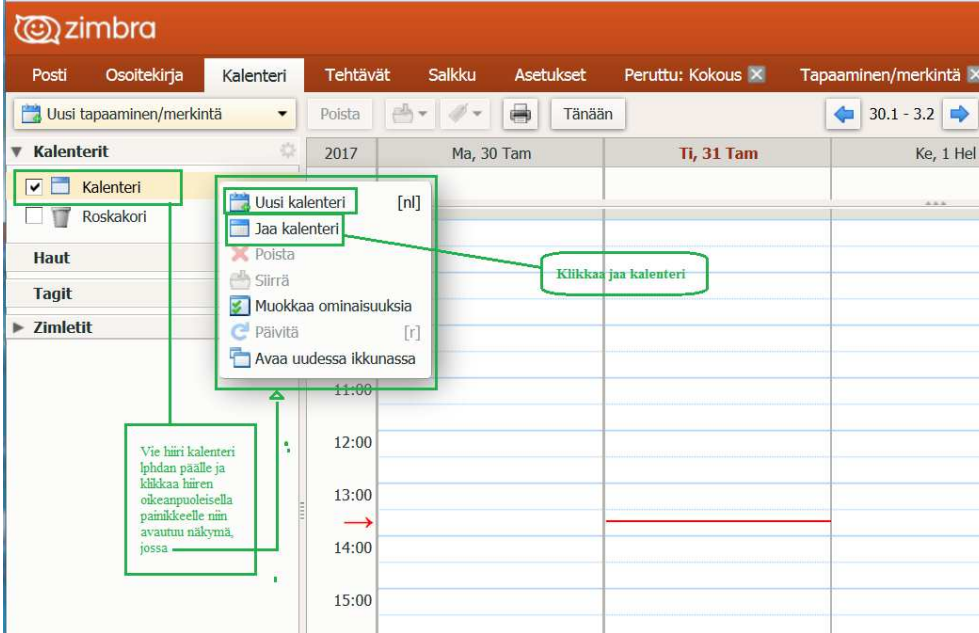 zimbra
Posti Osoitekirja Kalenteri Tehtävät Salkku Asetukset Peruttu: Kokous Tapaaminen/merkintä
Uusi tapaaminen/merkintä Poista Tänään 30.1 - 3.2
Kalenterit 2017 Ma, 30 Tam Ti, 31 Tam Ke, 1 Hel
Kalenteri
Roskakori
Haut
Tagit
Zimletit
Uusi kalenteri [nl]
Jaa kalenteri
Poista
Siirrä
Muokkaa ominaisuuksia
Päivitä [r]
Avaa uudessa ikkunassa
Klikkaa jaa kalenteri
11:00
12:00
13:00
14:00
15:00
Vie hiiri kalenteri
lphdan päälle ja
klikkaa hiiren
oikeanpuoleisella
painikkeelle niin
avautuu näkymä,
jossa